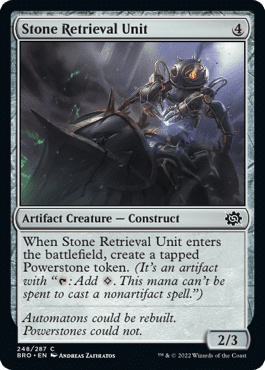 Stone Retrieval Unit 4
Artifact Creature — Construct
When Stone Retrieval Unit enters
the battlefield, create a tapped
Powerstone token. (It's an artifact
with “: Add . This mana can't be
spent to cast a nonartifact spell.”)
Automatons could be rebuilt.
Powerstones could not.
2/3
248/287 C
BRO • EN Andreas Zafiratos
™ & © 2022 Wizards of the Coast